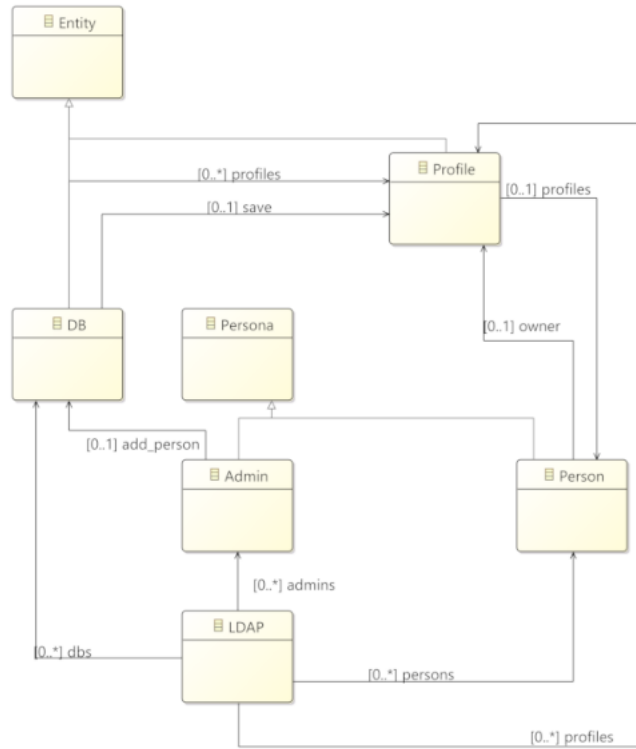 Entity
Profile
[0..*] profiles
[0..1] profiles
[0..1] save
DB
Persona
[0..1] owner
[0..1] add_person
Admin
Person
[0..*] admins
LDAP
[0..*] dbs
[0..*] persons
[0..*] profiles